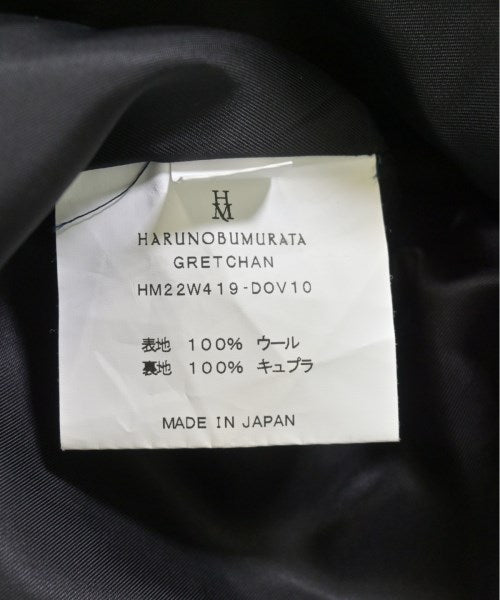 HM
HARUNOBUMURATA
GRETCHAN
HM22W419-DOV10
表地 100% ウール
裏地 100% キュプラ
MADE IN JAPAN